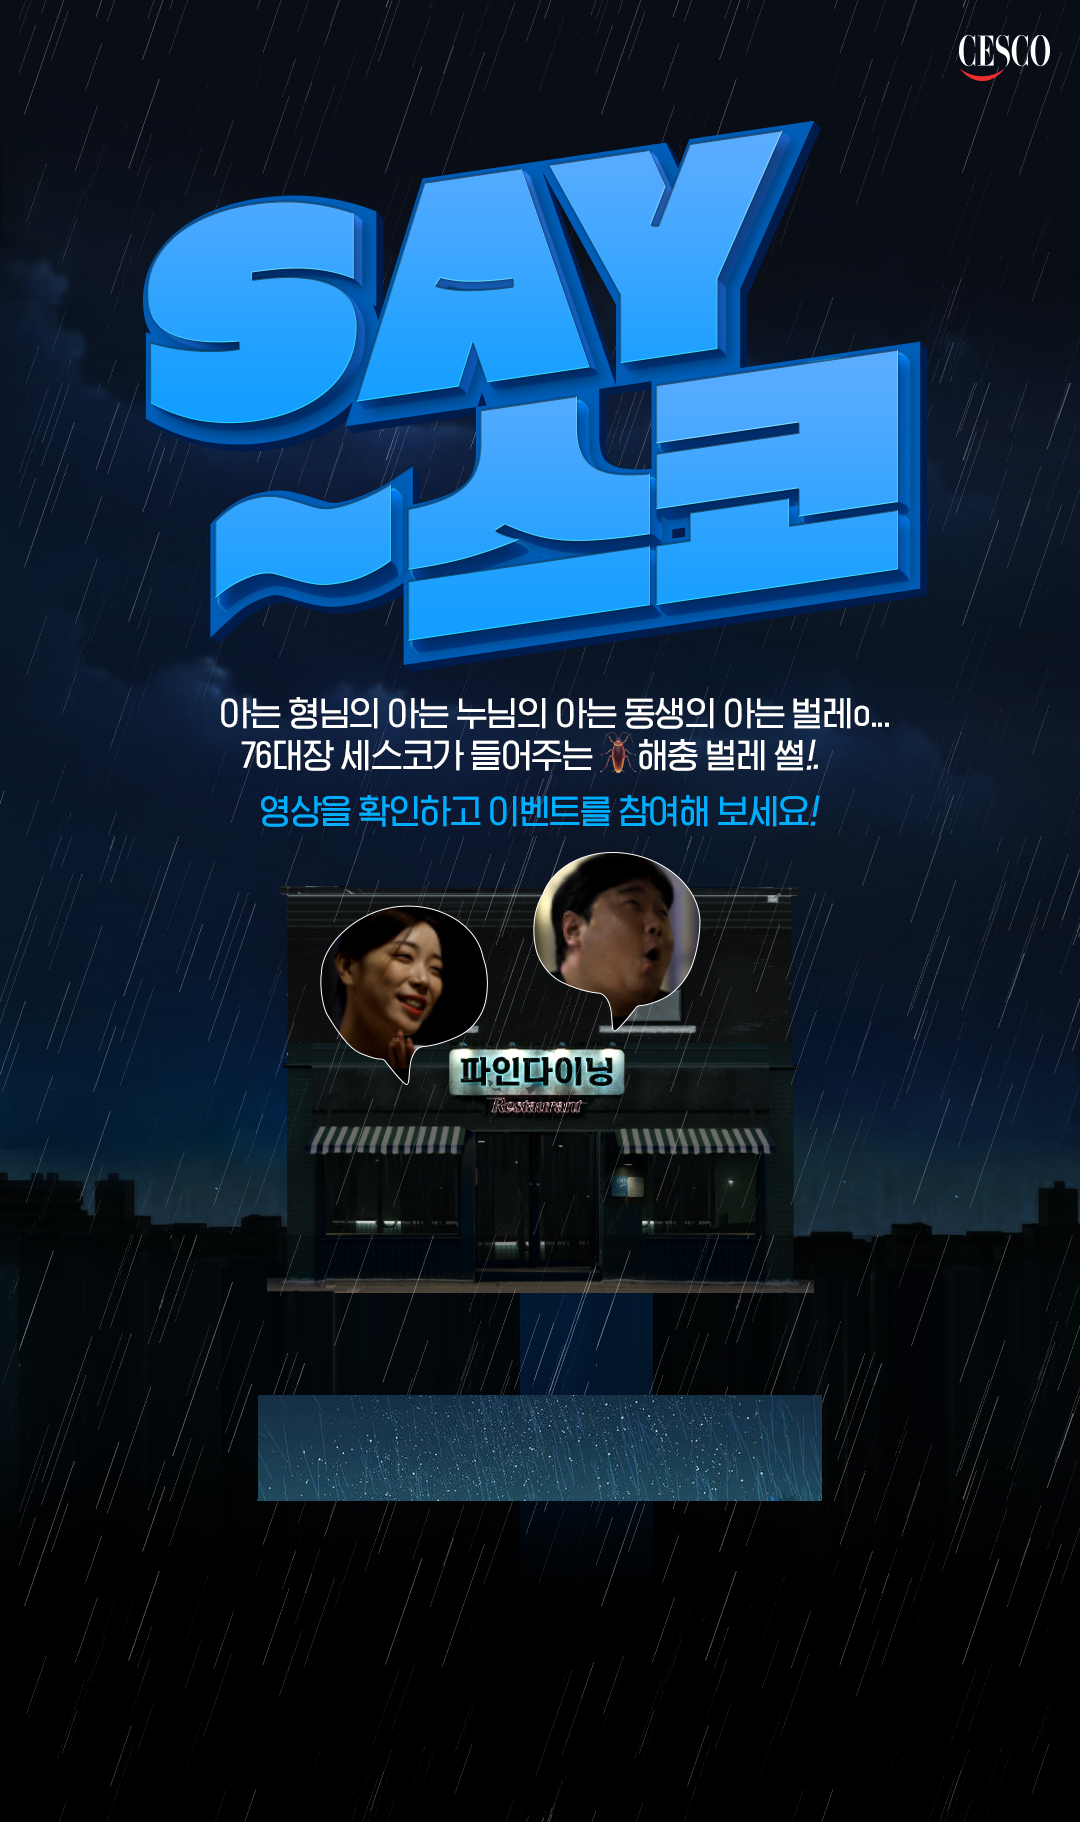 CESCO
SAY
~스코
아는 형님의 아는 누님의 아는 동생의 아는 벌레o...
76대장 세스코가 들어주는 해충 벌레 썰!.
영상을 확인하고 이벤트를 참여해 보세요!
파인다이닝
Restaurant